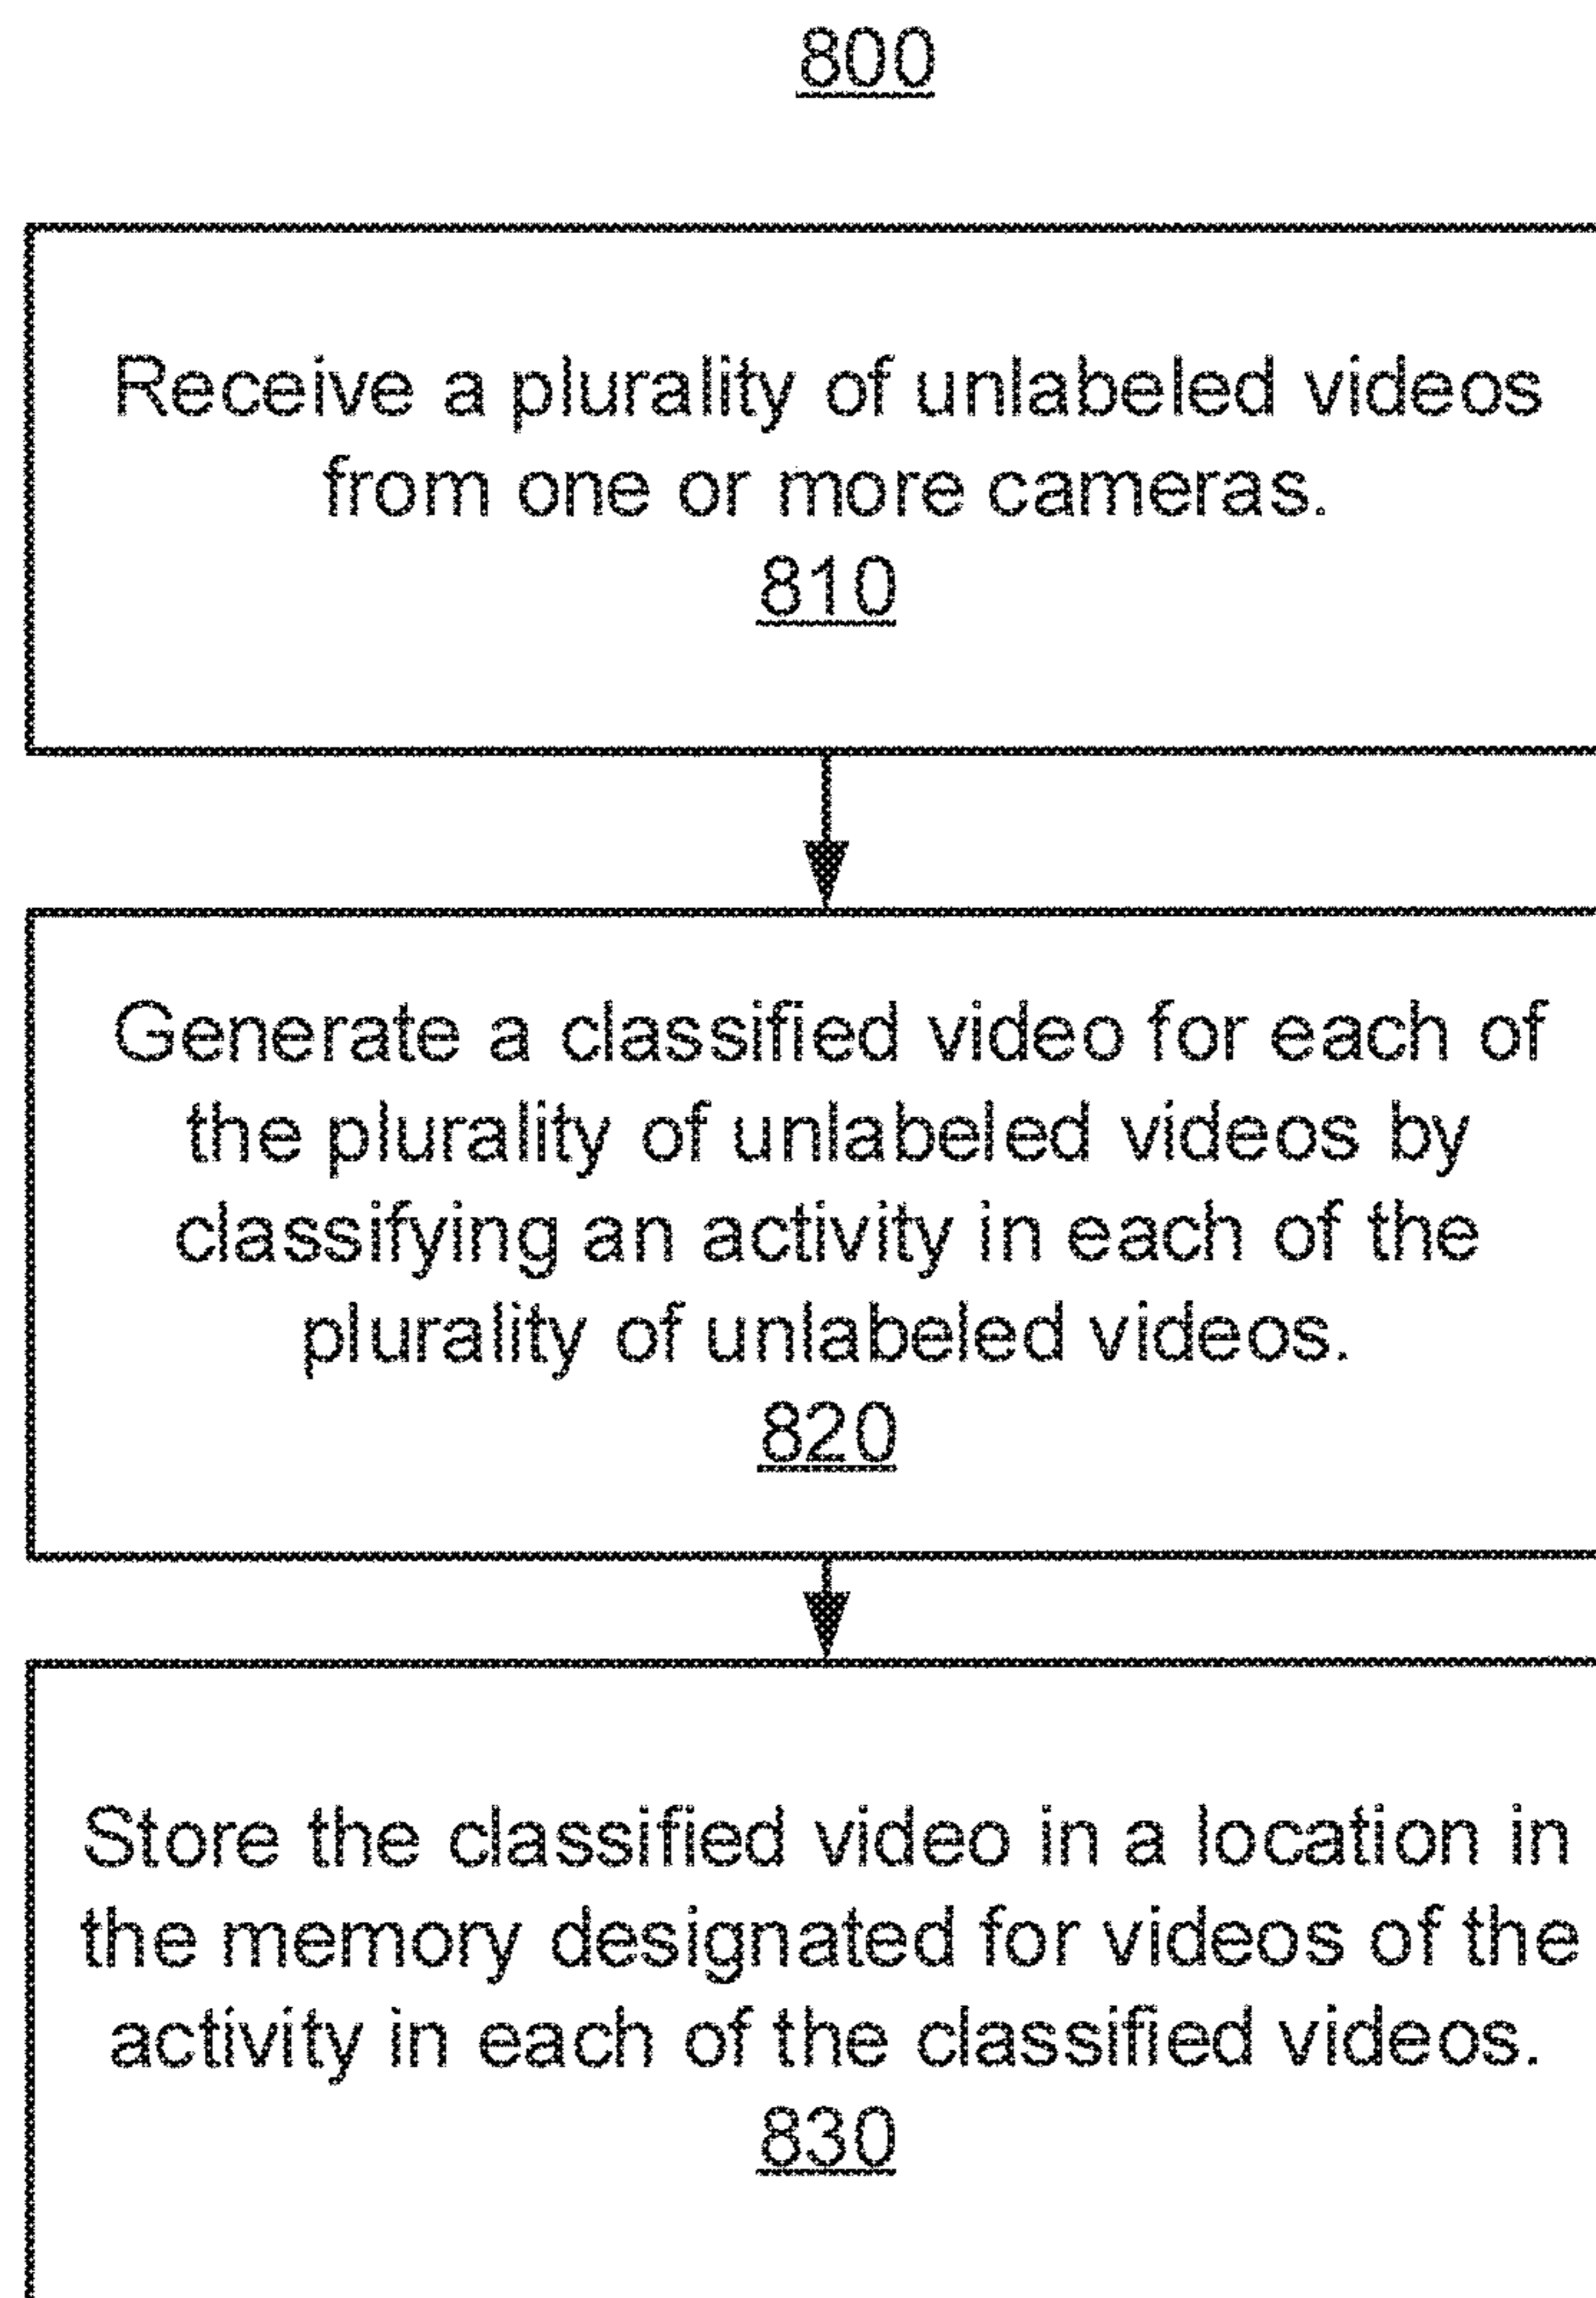 800
Receive a plurality of unlabeled videos
from one or more cameras.
810
Generate a classified video for each of
the plurality of unlabeled videos by
classifying an activity in each of the
plurality of unlabeled videos.
820
Store the classified video in a location in
the memory designated for videos of the
activity in each of the classified videos.
830